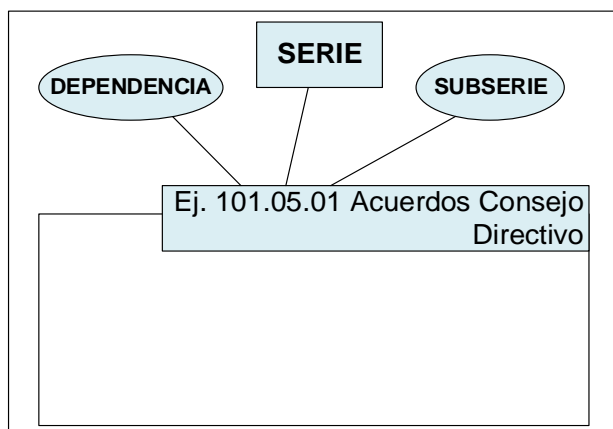 SERIE
DEPENDENCIA
SUBSERIE
Ej. 101.05.01 Acuerdos Consejo
Directivo